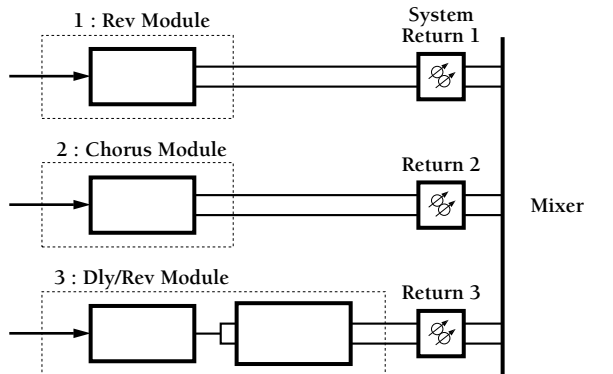 1 : Rev Module
System
Return 1
2 : Chorus Module
Return 2
Mixer
3 : Dly/Rev Module
Return 3